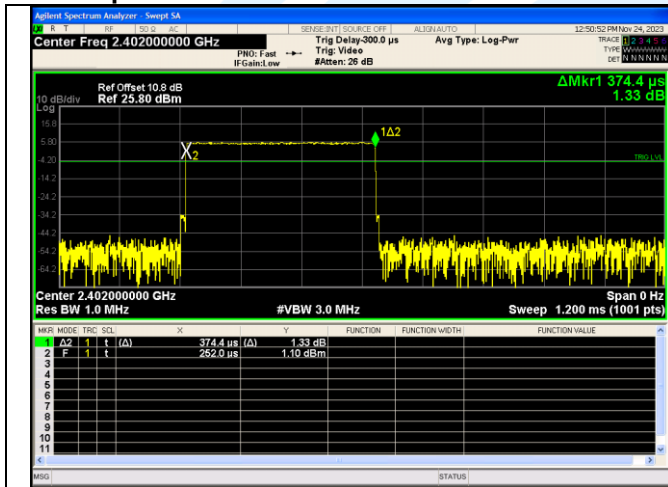 Agilent Spectrum Analyzer - Swept SA
R T RF 50 Ω AC SENSE:INT SOURCE OFF ALIGNAUTO 12:50:52 PM Nov 24, 2023
Center Freq 2.402000000 GHz PNO: Fast Trig Delay-300.0 µs Avg Type: Log-Pwr TRACE 1 2 3 4 5 6
IFGain:Low Trig: Video TYPE
#Atten: 26 dB DET N N N N N N
ΔMkr1 374.4 µs
1.33 dB
Ref Offset 10.8 dB
10 dB/div Ref 25.80 dBm
Log
15.8
5.80
-4.20
-14.2
-24.2
-34.2
-44.2
-54.2
-64.2
1Δ2
X2
TRIG LVL
Center 2.402000000 GHz Span 0 Hz
Res BW 1.0 MHz #VBW 3.0 MHz Sweep 1.200 ms (1001 pts)
MKR MODE TRC SCL X Y FUNCTION FUNCTION WIDTH FUNCTION VALUE
1 Δ2 1 t (Δ) 374.4 µs (Δ) 1.33 dB
2 F 1 t 252.0 µs 1.10 dBm
3
4
5
6
7
8
9
10
11
MSG STATUS